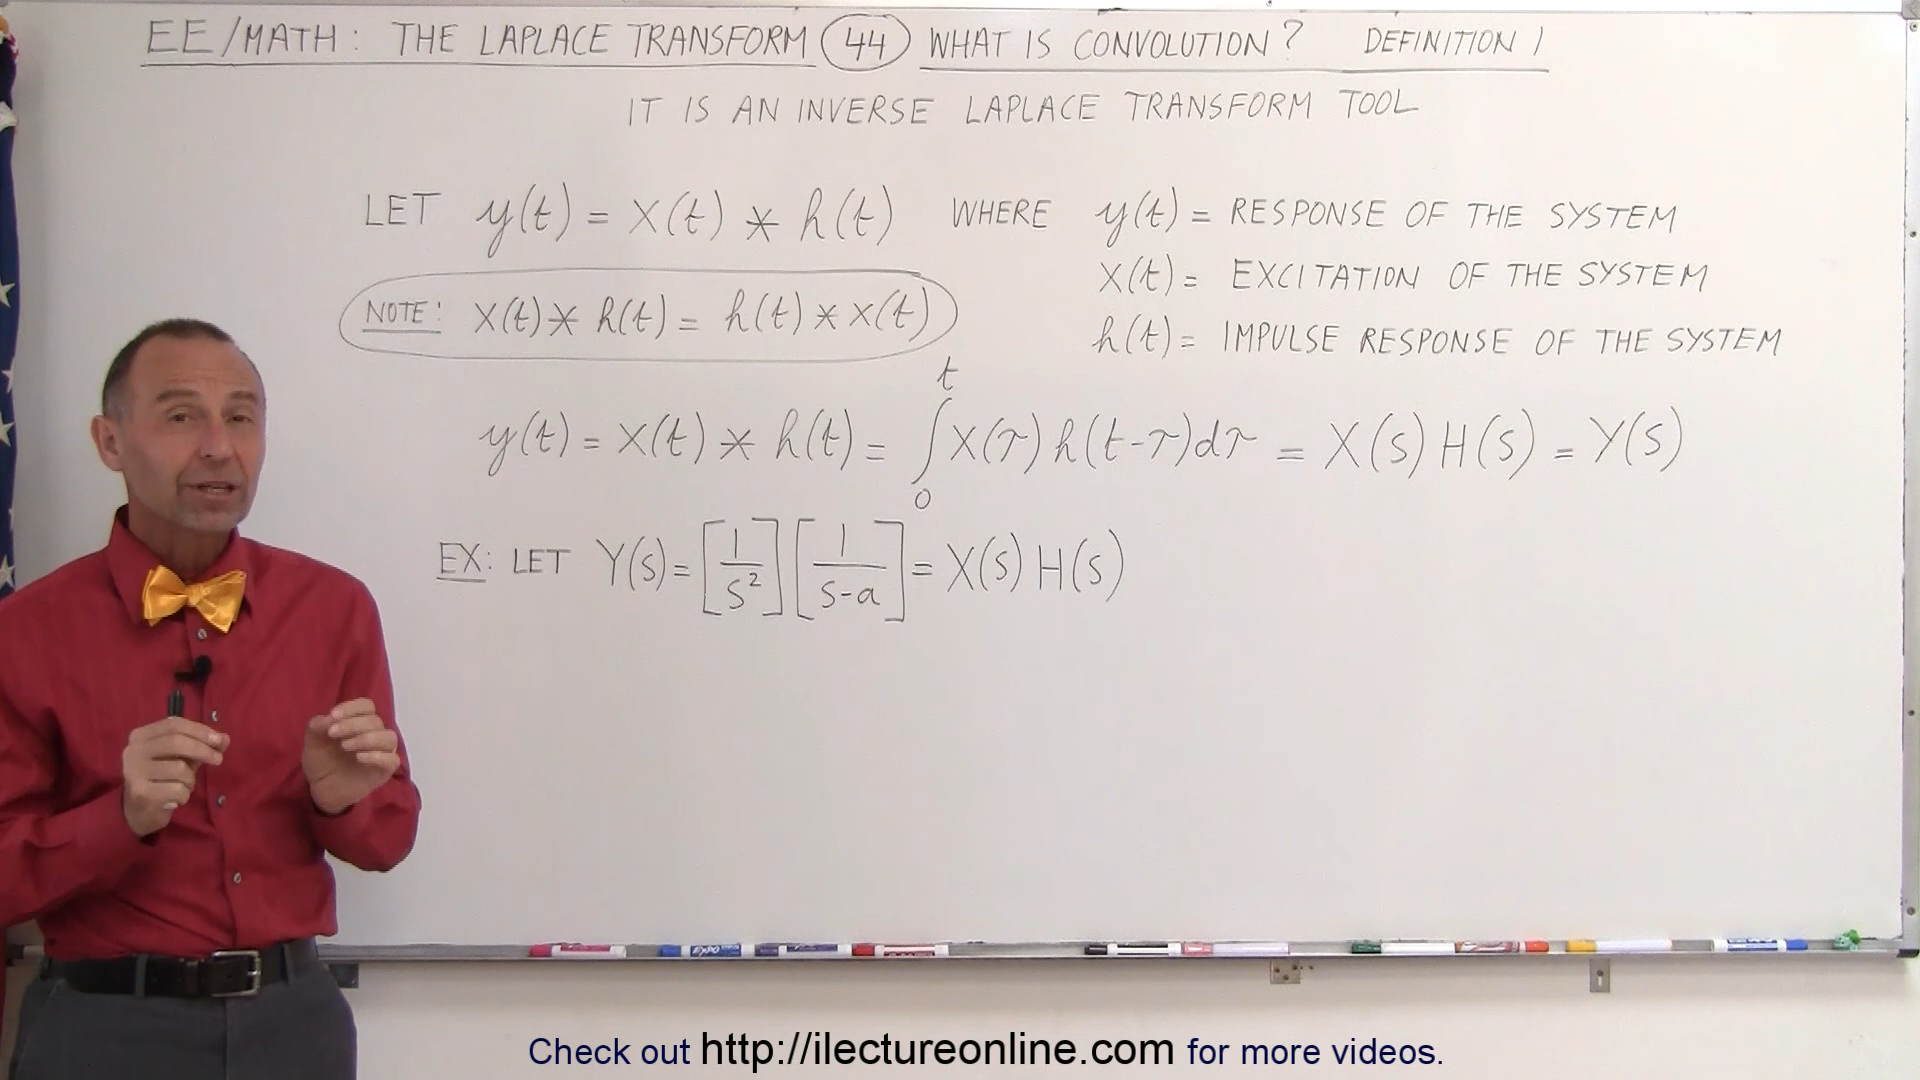 EE/MATH: THE LAPLACE TRANSFORM 44 WHAT IS CONVOLUTION? DEFINITION 1
IT IS AN INVERSE LAPLACE TRANSFORM TOOL
LET y(t) = x(t) * h(t) WHERE y(t) = RESPONSE OF THE SYSTEM
x(t) = EXCITATION OF THE SYSTEM
NOTE: x(t) * h(t) = h(t) * x(t)
h(t) = IMPULSE RESPONSE OF THE SYSTEM
y(t) = x(t) * h(t) = ∫₀ᵗ x(τ) h(t-τ)dτ = X(s) H(s) = Y(s)
EX: LET Y(s) = [1/s²] [1/(s-a)] = X(s) H(s)
EXPO
Check out http://ilectureonline.com for more videos.